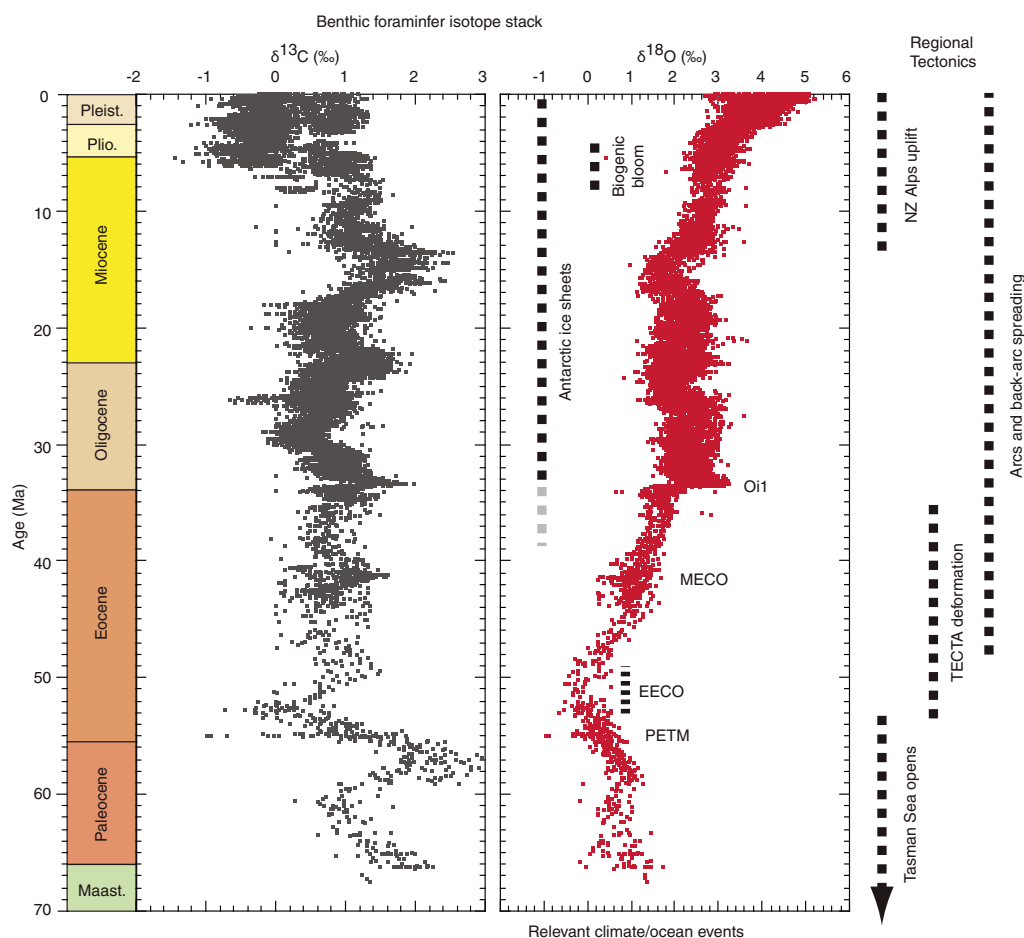 Benthic foraminfer isotope stack
δ13C (‰)
δ18O (‰)
Regional
Tectonics
-2 -1 0 1 2 3
-1 0 1 2 3 4 5 6
0
10
20
30
40
50
60
70
Age (Ma)
Pleist.
Plio.
Miocene
Oligocene
Eocene
Paleocene
Maast.
Antarctic ice sheets
Biogenic
bloom
Oi1
MECO
EECO
PETM
NZ Alps uplift
Arcs and back-arc spreading
TECTA deformation
Tasman Sea opens
Relevant climate/ocean events